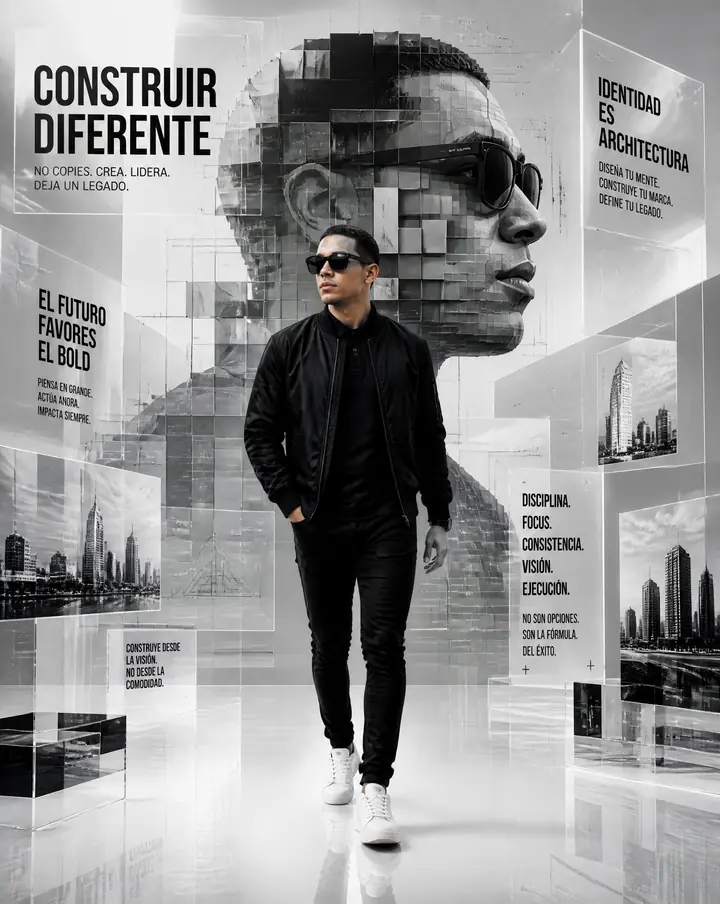 CONSTRUIR
DIFERENTE
NO COPIES. CREA. LIDERA.
DEJA UN LEGADO.
IDENTIDAD
ES
ARCHITECTURA
DISEÑA TU MENTE.
CONSTRUYE TU MARCA.
DEFINE TU LEGADO.
EL FUTURO
FAVORES
EL BOLD
PIENSA EN GRANDE.
ACTÚA AHORA.
IMPACTA SIEMPRE.
DISCIPLINA.
FOCUS.
CONSISTENCIA.
VISIÓN.
EJECUCIÓN.
NO SON OPCIONES.
SON LA FÓRMULA.
DEL ÉXITO.
CONSTRUYE DESDE
LA VISIÓN.
NO DESDE LA
COMODIDAD.